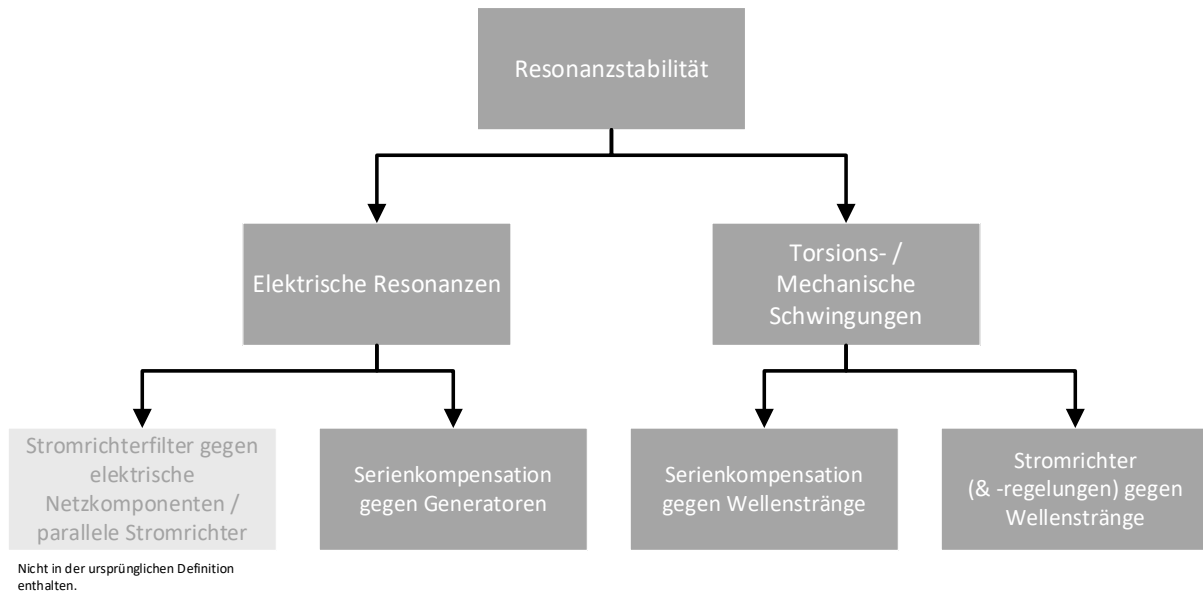 Resonanzstabilität
Elektrische Resonanzen
Torsions- /
Mechanische
Schwingungen
Stromrichterfilter gegen
elektrische
Netzkomponenten /
parallele Stromrichter
Serienkompensation
gegen Generatoren
Serienkompensation
gegen Wellenstränge
Stromrichter
(& -regelungen) gegen
Wellenstränge
Nicht in der ursprünglichen Definition
enthalten.